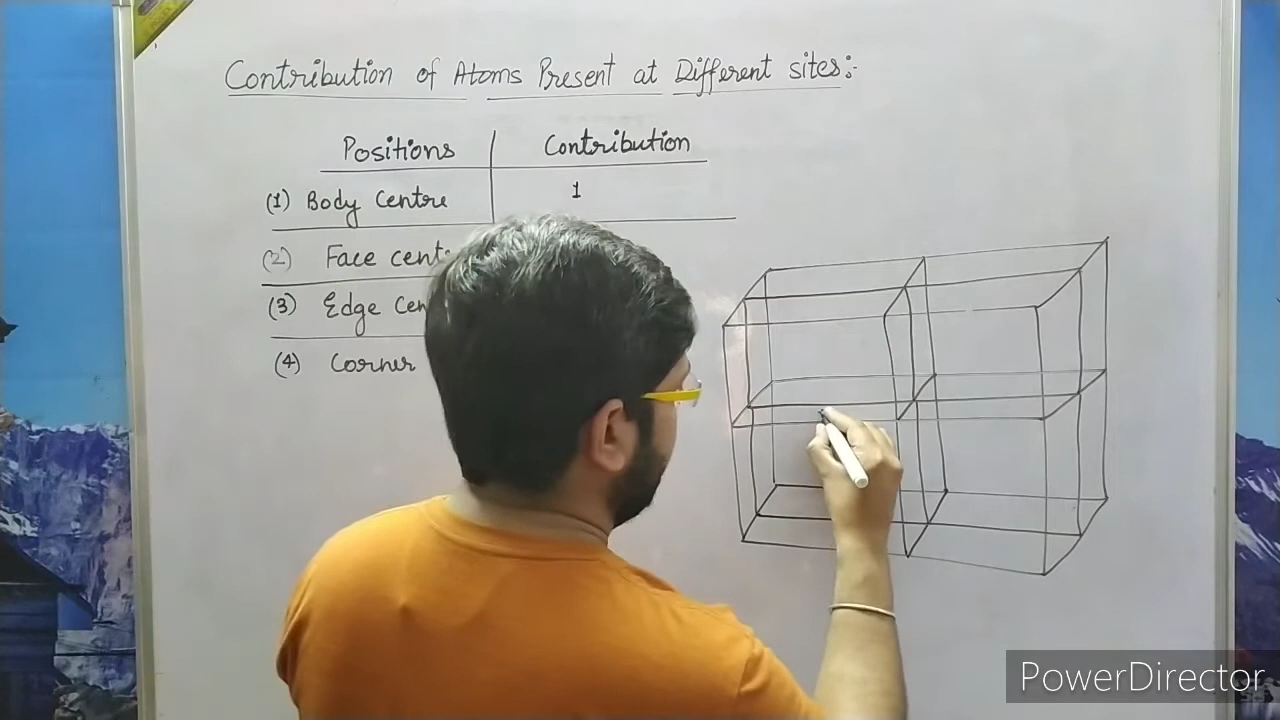 Contribution of Atoms Present at Different sites:-
Positions Contribution
(1) Body Centre 1
(2) Face cent
(3) Edge Cen
(4) Corner
PowerDirector